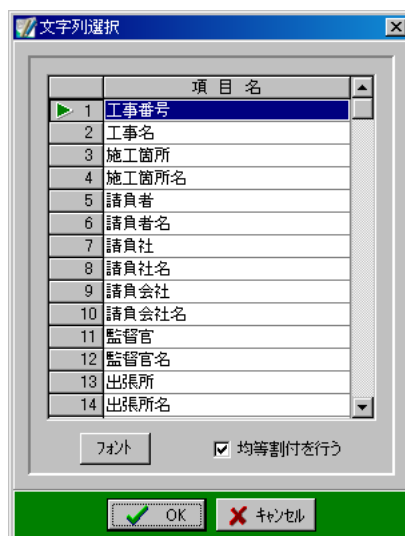 文字列選択
項 目 名
1 工事番号
2 工事名
3 施工箇所
4 施工箇所名
5 請負者
6 請負者名
7 請負社
8 請負社名
9 請負会社
10 請負会社名
11 監督官
12 監督官名
13 出張所
14 出張所名
ﾌｫﾝﾄ 均等割付を行う
OK ｷｬﾝｾﾙ